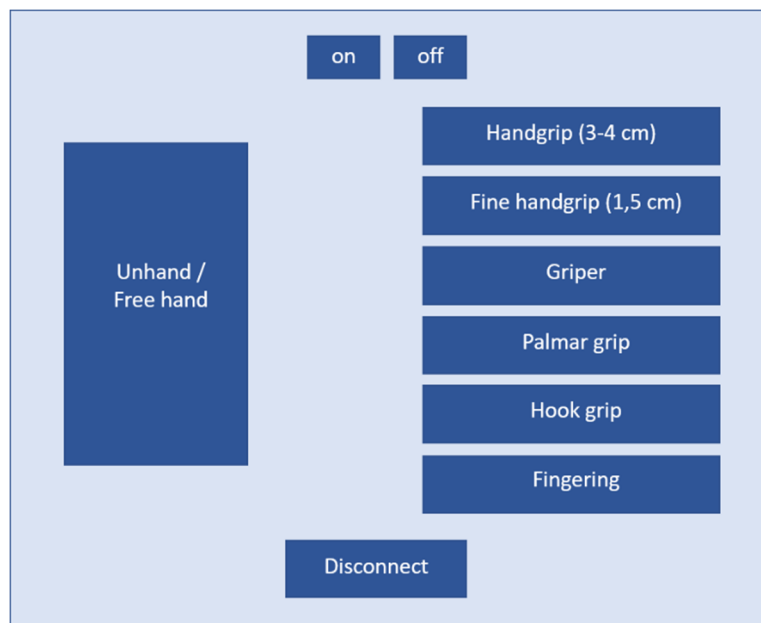 on off
Handgrip (3-4 cm)
Fine handgrip (1,5 cm)
Unhand /
Free hand
Griper
Palmar grip
Hook grip
Fingering
Disconnect